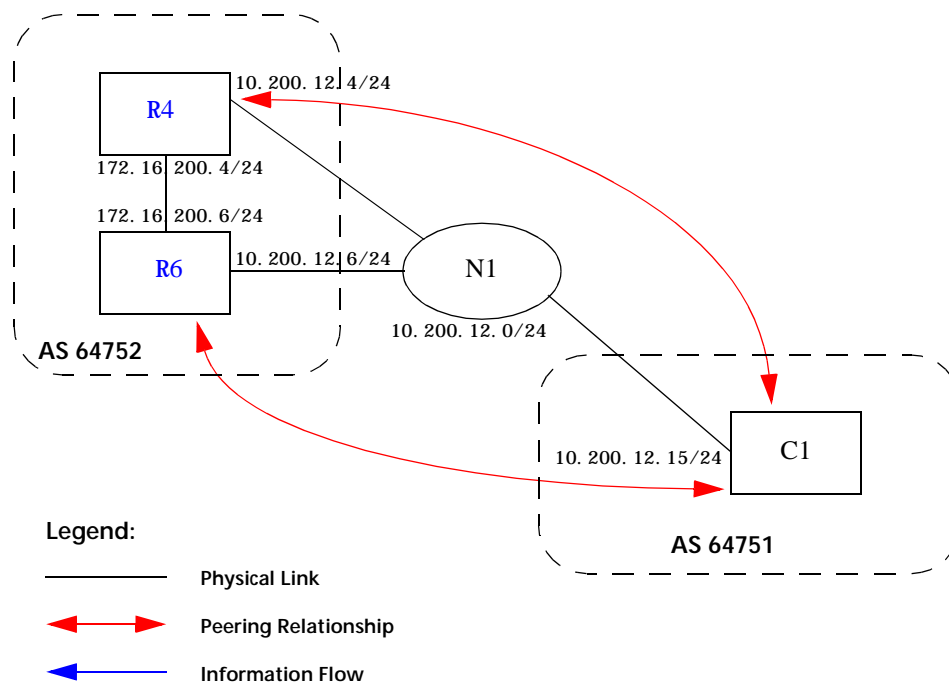 10.200.12.4/24
R4
172.16.200.4/24
172.16.200.6/24
R6
10.200.12.6/24
N1
10.200.12.0/24
AS 64752
10.200.12.15/24
C1
AS 64751
Legend:
Physical Link
Peering Relationship
Information Flow